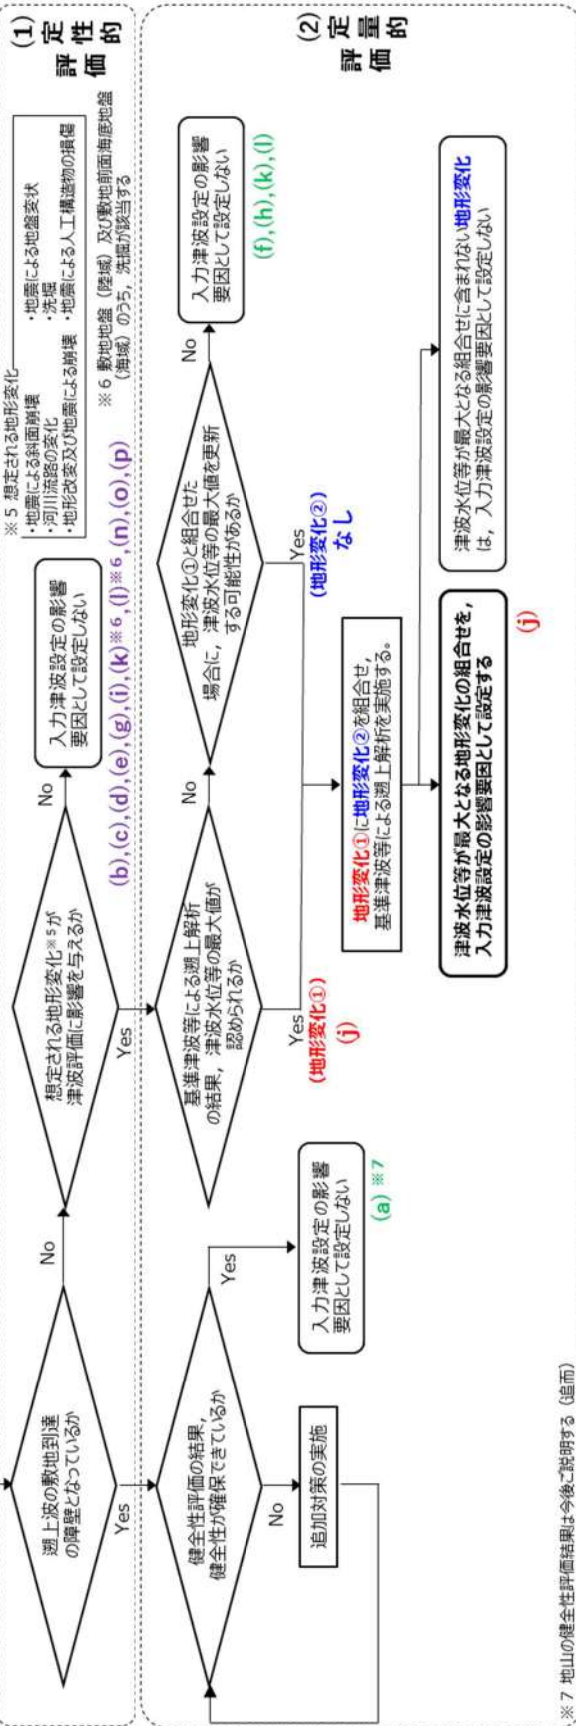 (1)
定
性
的
評
価
遡上波の敷地到達
の障壁となっているか
No
Yes
想定される地形変化※5が
津波評価に影響を与えるか
No
Yes
入力津波設定の影響
要因として設定しない
(b),(c),(d),(e),(g),(i),(k)※6,(l)※6,(n),(o),(p)
※5 想定される地形変化
・地震による斜面崩壊 ・地震による地盤変状
・河川流路の変化 ・洗堀
・地形改変及び地震による崩壊 ・地震による人工構造物の損傷
※6 敷地地盤（陸域）及び敷地前面海底地盤
（海域）のうち，洗掘が該当する
(2)
定
量
的
評
価
健全性評価の結果，
健全性が確保できているか
Yes
No
追加対策の実施
入力津波設定の影響
要因として設定しない
(a) ※7
基準津波等による遡上解析
の結果，津波水位等の最大値が
認められるか
No
Yes
(地形変化①)
(j)
地形変化①と組合せた
場合に，津波水位等の最大値を更新
する可能性があるか
No
Yes
(地形変化②)
なし
入力津波設定の影響
要因として設定しない
(f),(h),(k),(l)
地形変化①に地形変化②を組合せ，
基準津波等による遡上解析を実施する。
津波水位等が最大となる地形変化の組合せを，
入力津波設定の影響要因として設定する
(j)
津波水位等が最大となる組合せに含まれない地形変化
は，入力津波設定の影響要因として設定しない
※7 地山の健全性評価結果は今後ご説明する（追而）